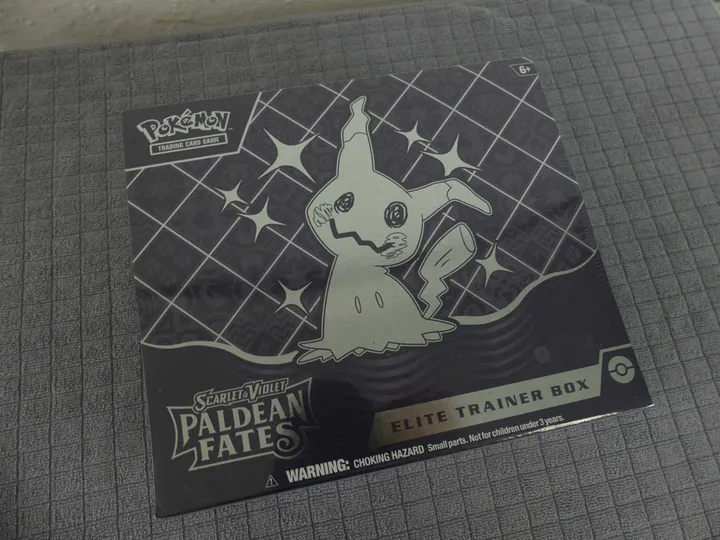 6+
POKéMON
TRADING CARD GAME
SCARLET & VIOLET
PALDEAN
FATES
ELITE TRAINER BOX
WARNING: CHOKING HAZARD Small parts. Not for children under 3 years.